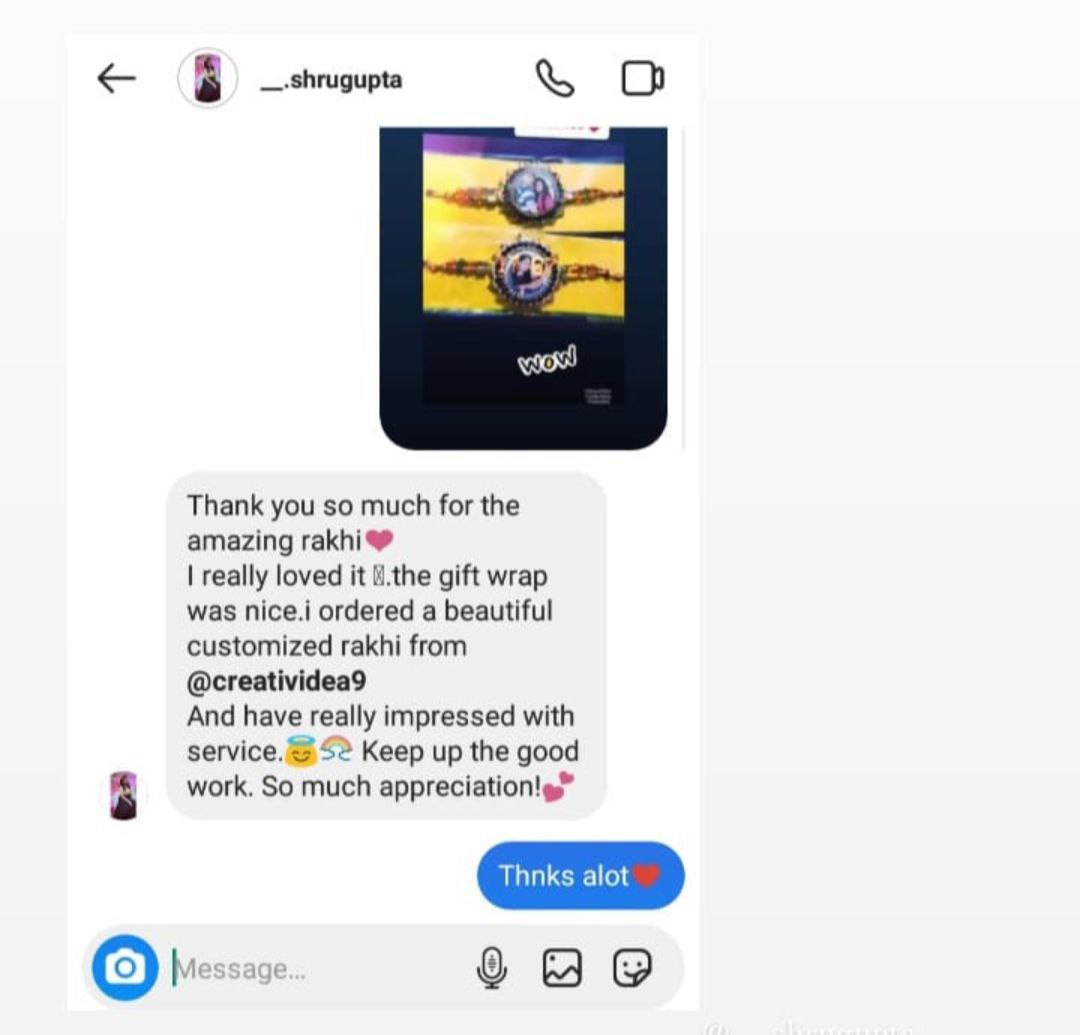 __.shrugupta
WOW
Thank you so much for the
amazing rakhi💗
I really loved it .the gift wrap
was nice.i ordered a beautiful
customized rakhi from
@creatividea9
And have really impressed with
service.😇🌈 Keep up the good
work. So much appreciation!💕
Thnks alot❤️
Message...